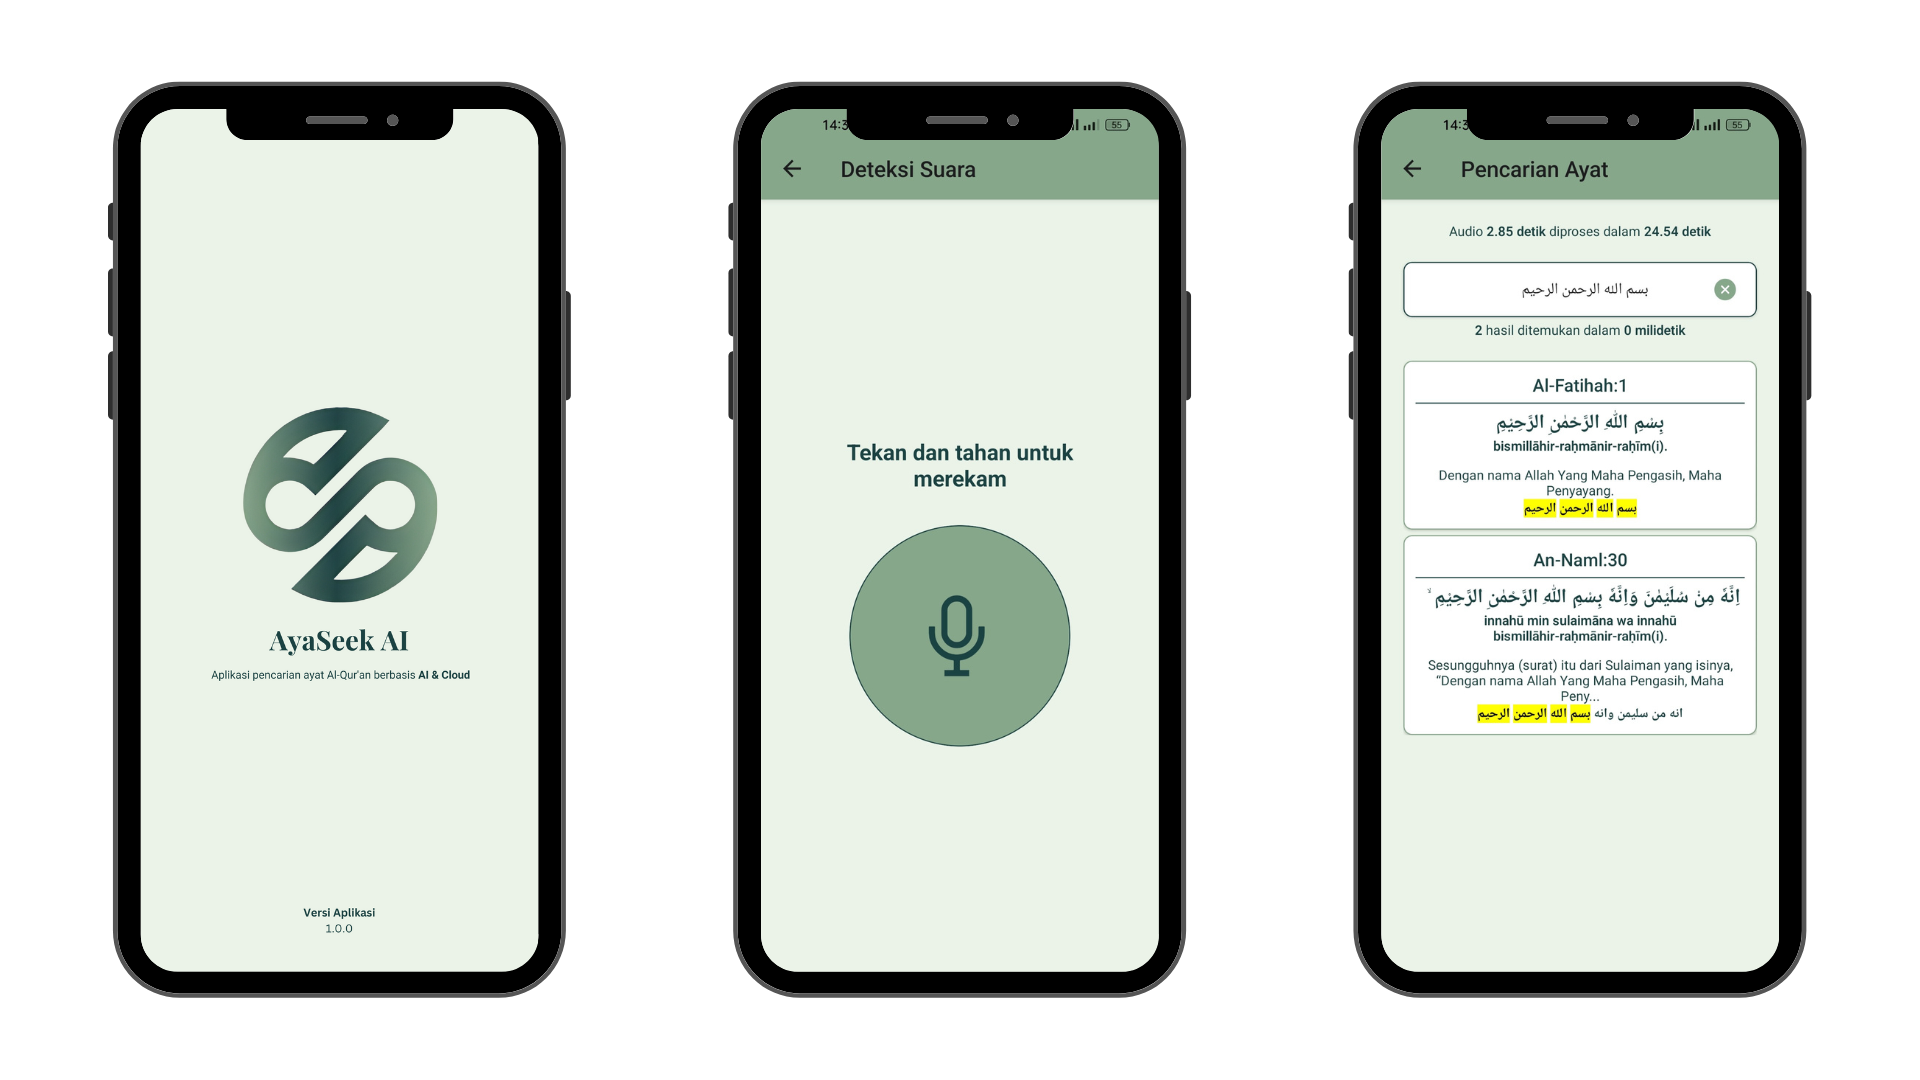 AyaSeek AI
Aplikasi pencarian ayat Al-Qur'an berbasis AI & Cloud
Versi Aplikasi
1.0.0
14:3
55
Deteksi Suara
Tekan dan tahan untuk
merekam
14:3
55
Pencarian Ayat
Audio 2.85 detik diproses dalam 24.54 detik
بسم الله الرحمن الرحيم
2 hasil ditemukan dalam 0 milidetik
Al-Fatihah:1
بِسْمِ اللّٰهِ الرَّحْمٰنِ الرَّحِيْمِ
bismillāhir-raḥmānir-raḥīm(i).
Dengan nama Allah Yang Maha Pengasih, Maha
Penyayang.
بسم الله الرحمن الرحيم
An-Naml:30
اِنَّهٗ مِنْ سُلَيْمٰنَ وَاِنَّهٗ بِسْمِ اللّٰهِ الرَّحْمٰنِ الرَّحِيْمِ ۙ
innahū min sulaimāna wa innahū
bismillāhir-raḥmānir-raḥīm(i).
Sesungguhnya (surat) itu dari Sulaiman yang isinya,
“Dengan nama Allah Yang Maha Pengasih, Maha
Peny...
انه من سليمن وانه بسم الله الرحمن الرحيم